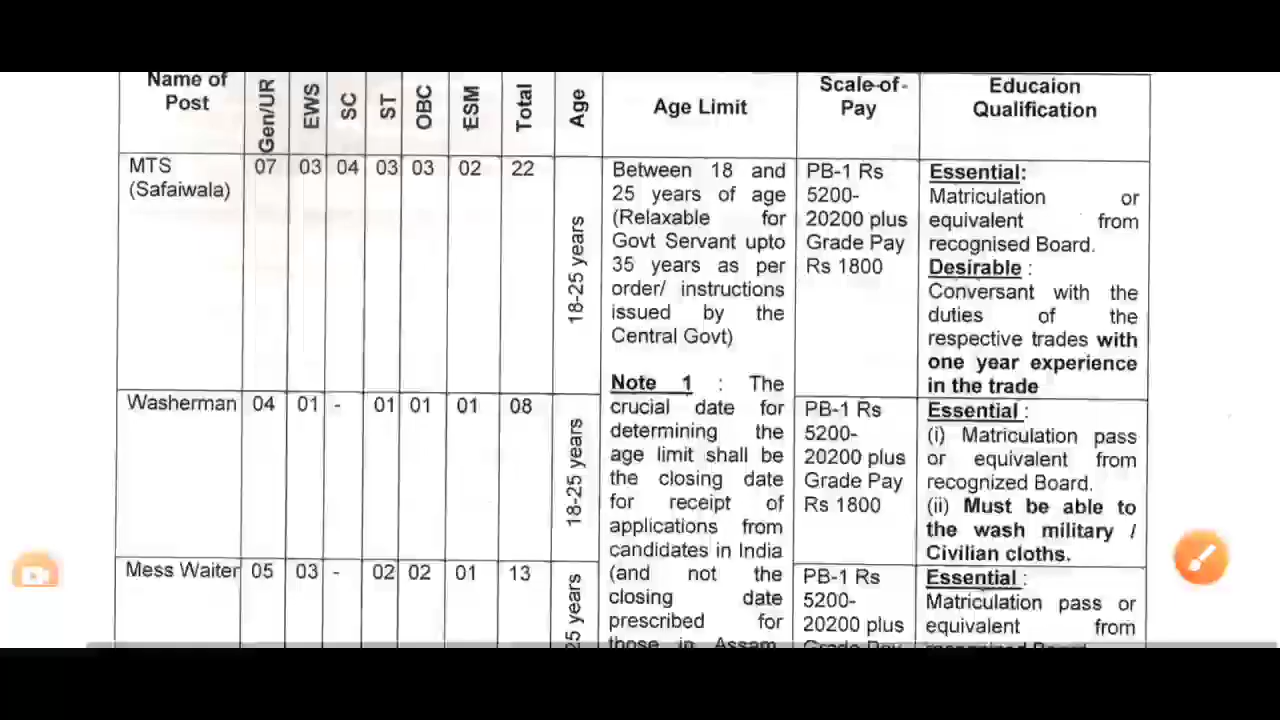 Name of Post Gen/UR EWS SC ST OBC ESM Total Age Age Limit Scale-of-Pay Educaion Qualification
MTS (Safaiwala) 07 03 04 03 03 02 22 18-25 years
Between 18 and
25 years of age
(Relaxable for
Govt Servant upto
35 years as per
order/ instructions
issued by the
Central Govt)
Note 1 : The
crucial date for
determining the
age limit shall be
the closing date
for receipt of
applications from
candidates in India
(and not the
closing date
prescribed for
those in Assam
PB-1 Rs
5200-
20200 plus
Grade Pay
Rs 1800
Essential:
Matriculation or
equivalent from
recognised Board.
Desirable :
Conversant with the
duties of the
respective trades with
one year experience
in the trade
Washerman 04 01 - 01 01 01 08 18-25 years
PB-1 Rs
5200-
20200 plus
Grade Pay
Rs 1800
Essential :
(i) Matriculation pass
or equivalent from
recognized Board.
(ii) Must be able to
the wash military /
Civilian cloths.
Mess Waiter 05 03 - 02 02 01 13 25 years
PB-1 Rs
5200-
20200 plus
Grade Pay
Essential :
Matriculation pass or
equivalent from